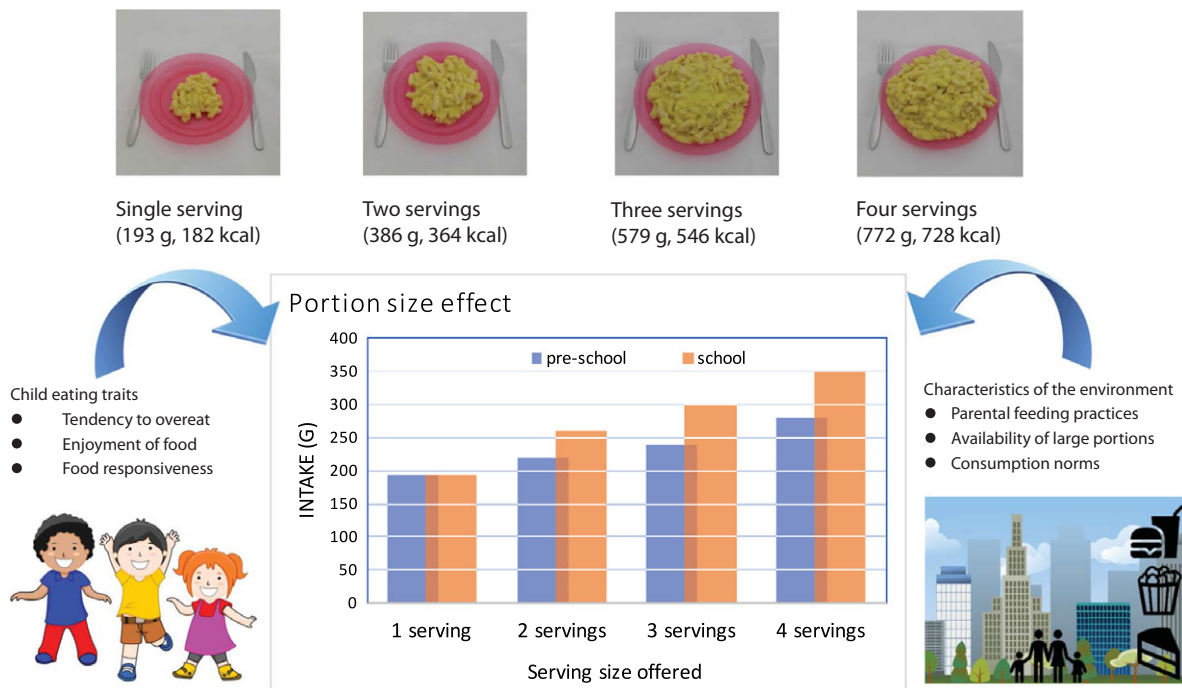 Single serving
(193 g, 182 kcal)
Two servings
(386 g, 364 kcal)
Three servings
(579 g, 546 kcal)
Four servings
(772 g, 728 kcal)
Child eating traits
● Tendency to overeat
● Enjoyment of food
● Food responsiveness
Portion size effect
400
350
300
250
200
150
100
50
0
INTAKE (G)
pre-school
school
1 serving
2 servings
3 servings
4 servings
Serving size offered
Characteristics of the environment
● Parental feeding practices
● Availability of large portions
● Consumption norms